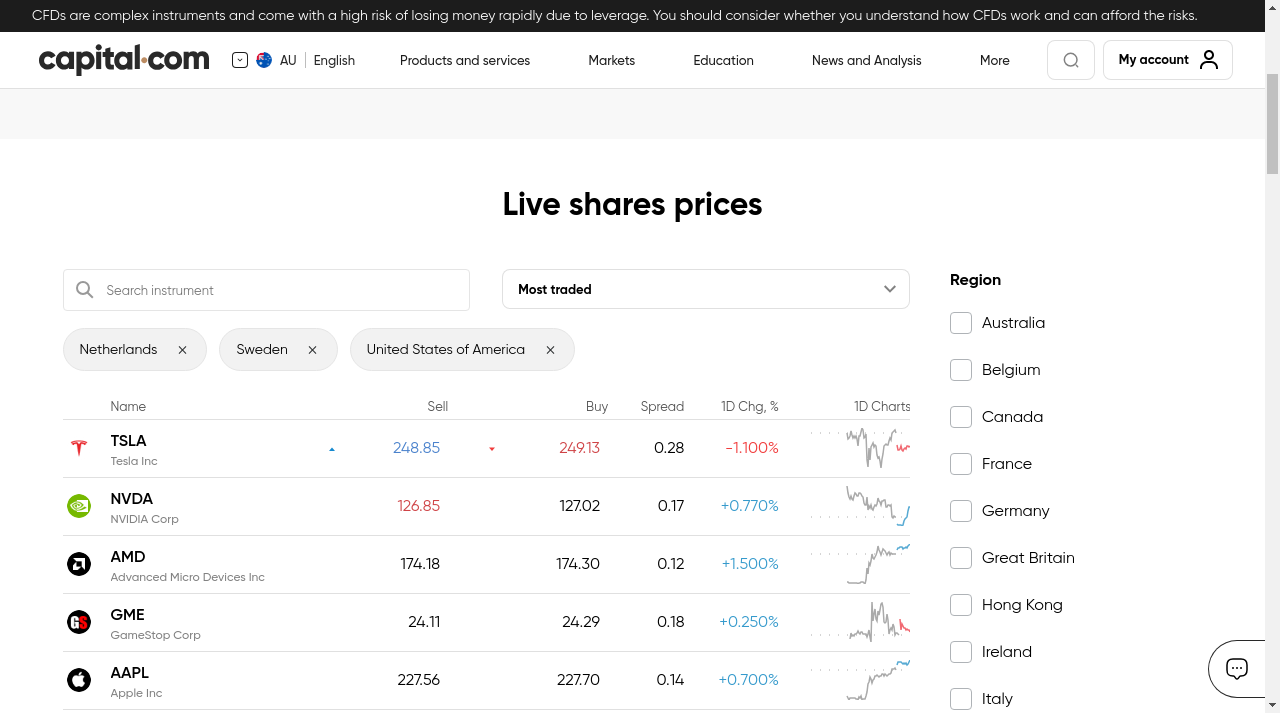 CFDs are complex instruments and come with a high risk of losing money rapidly due to leverage. You should consider whether you understand how CFDs work and can afford the risks.
capital.com AU English Products and services Markets Education News and Analysis More My account
Live shares prices
Search instrument Most traded
Netherlands Sweden United States of America
Name Sell Buy Spread 1D Chg, % 1D Charts
TSLA 248.85 249.13 0.28 -1.100%
Tesla Inc
NVDA 126.85 127.02 0.17 +0.770%
NVIDIA Corp
AMD 174.18 174.30 0.12 +1.500%
Advanced Micro Devices Inc
GME 24.11 24.29 0.18 +0.250%
GameStop Corp
AAPL 227.56 227.70 0.14 +0.700%
Apple Inc
Region
Australia
Belgium
Canada
France
Germany
Great Britain
Hong Kong
Ireland
Italy